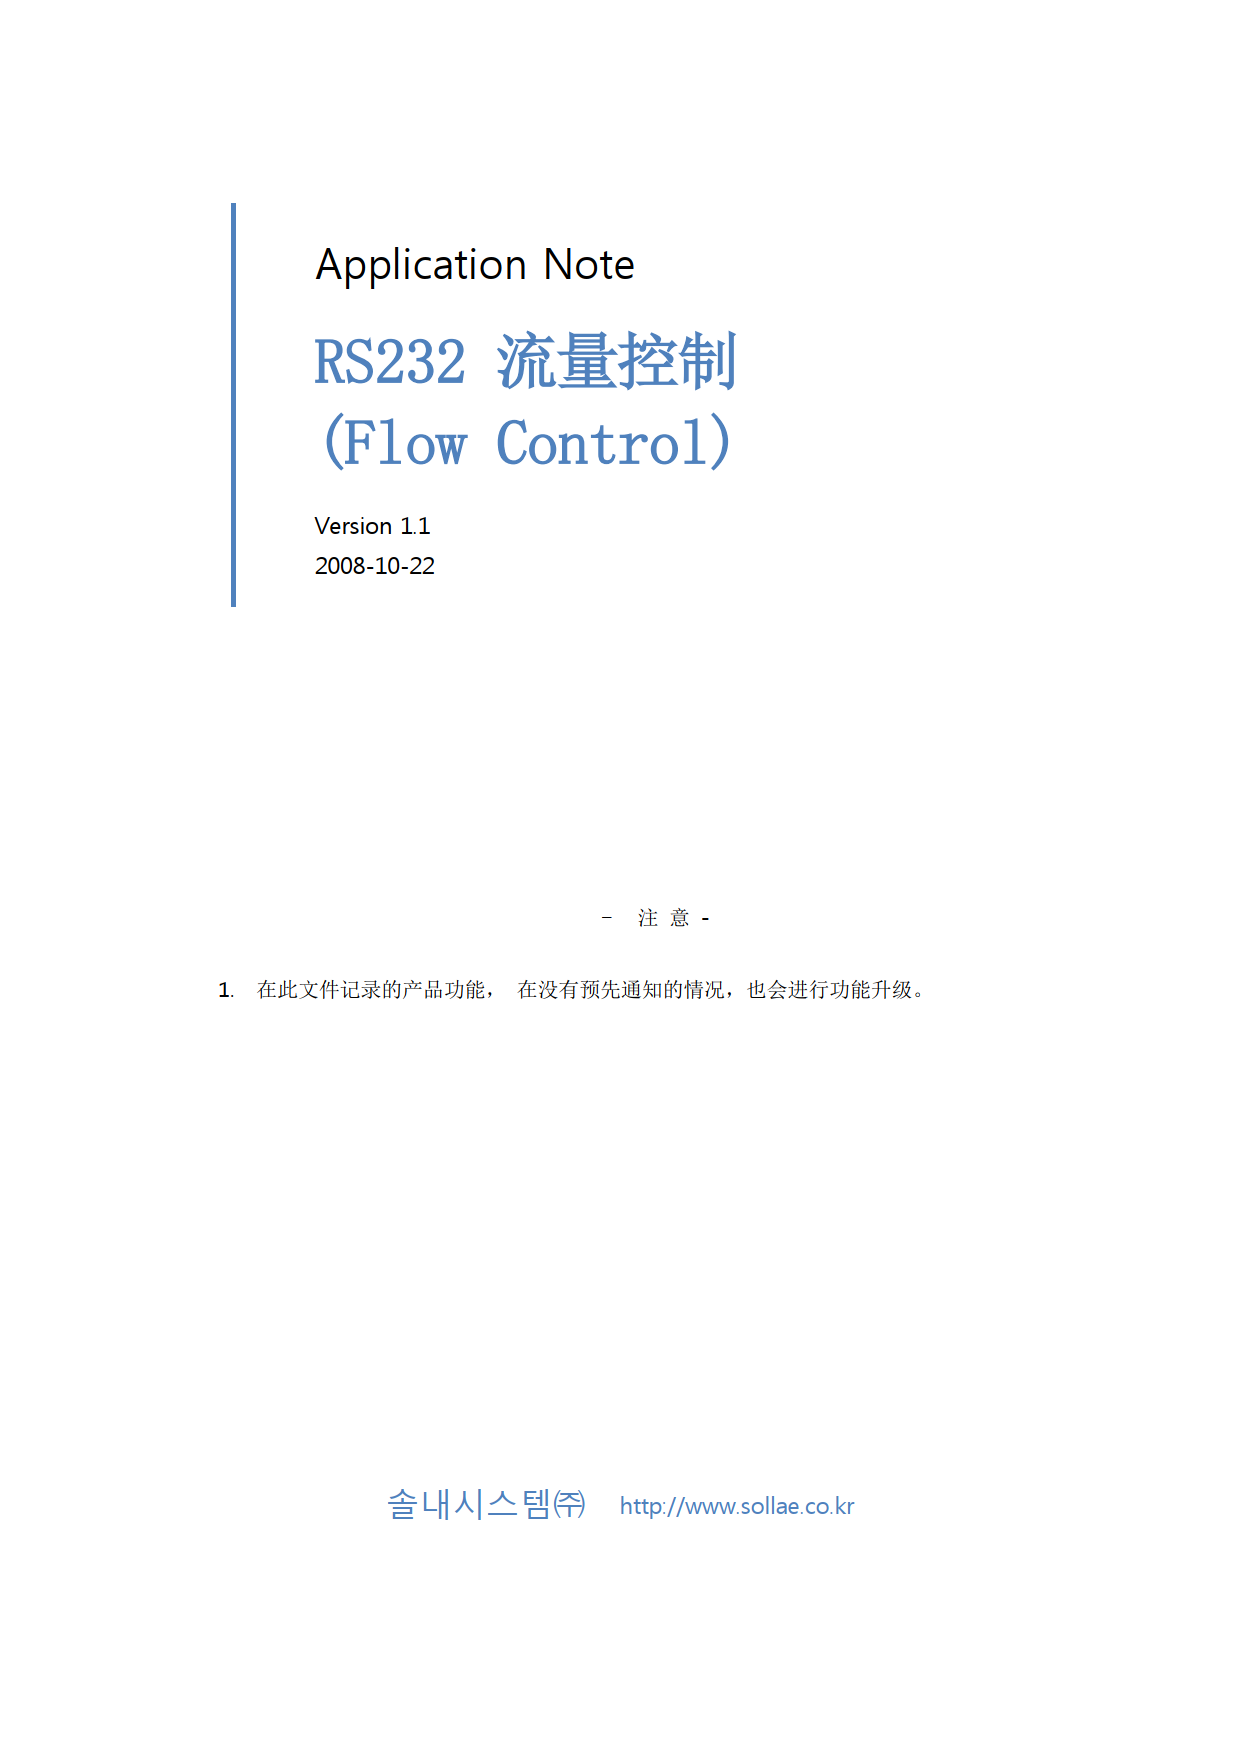 Application Note
RS232 流量控制
(Flow Control)
Version 1.1
2008-10-22
- 注 意 -
1. 在此文件记录的产品功能， 在没有预先通知的情况，也会进行功能升级。
솔내시스템㈜ http://www.sollae.co.kr